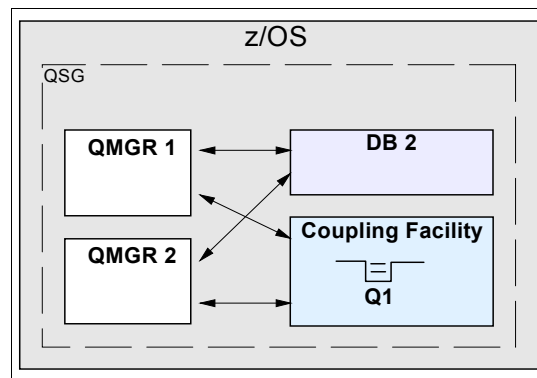 z/OS
QSG
QMGR 1
DB 2
QMGR 2
Coupling Facility
Q1